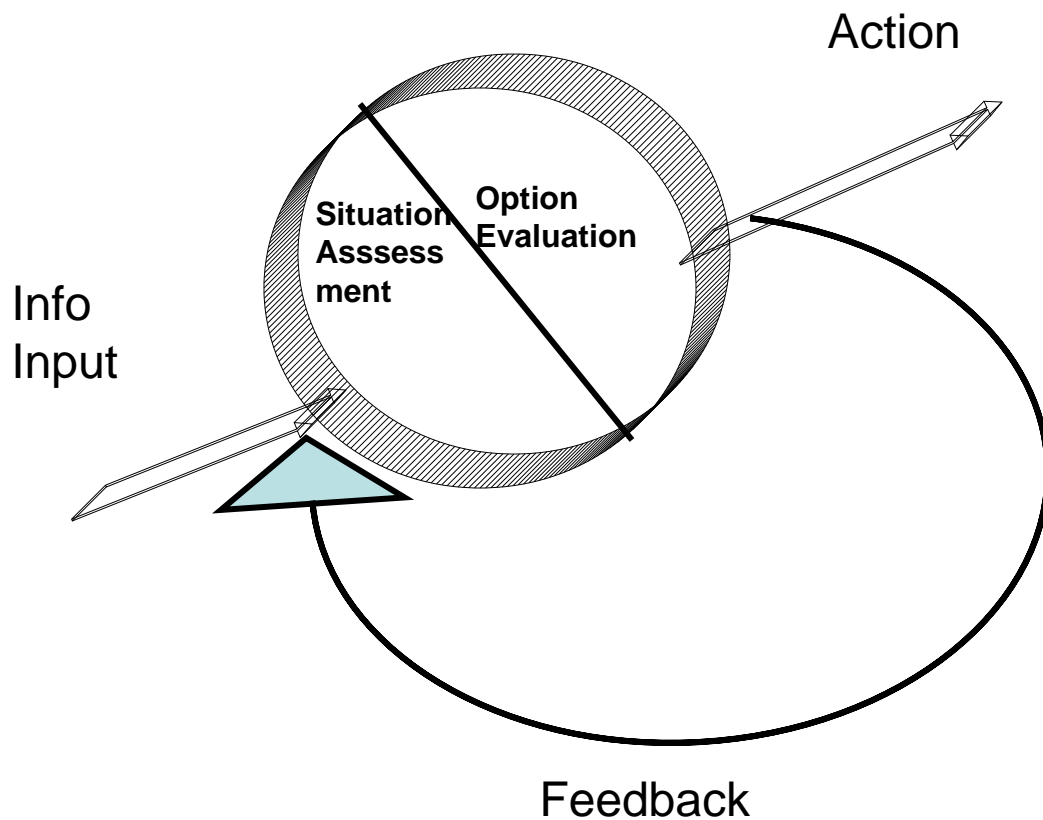 Action
Situation
Asssess
ment
Option
Evaluation
Info
Input
Feedback